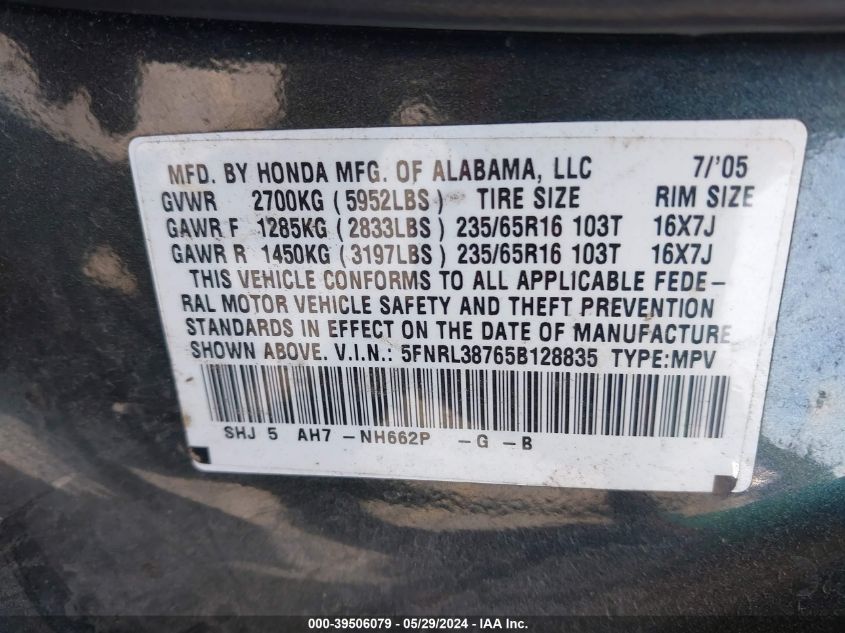 MFD. BY HONDA MFG. OF ALABAMA, LLC 7/'05
GVWR 2700KG (5952LBS) TIRE SIZE RIM SIZE
GAWR F 1285KG (2833LBS) 235/65R16 103T 16X7J
GAWR R 1450KG (3197LBS) 235/65R16 103T 16X7J
THIS VEHICLE CONFORMS TO ALL APPLICABLE FEDE-
RAL MOTOR VEHICLE SAFETY AND THEFT PREVENTION
STANDARDS IN EFFECT ON THE DATE OF MANUFACTURE
SHOWN ABOVE. V.I.N.: 5FNRL38765B128835 TYPE:MPV
SHJ 5 AH7 -NH662P -G -B
000-39506079 — 05/29/2024 — IAAI.com